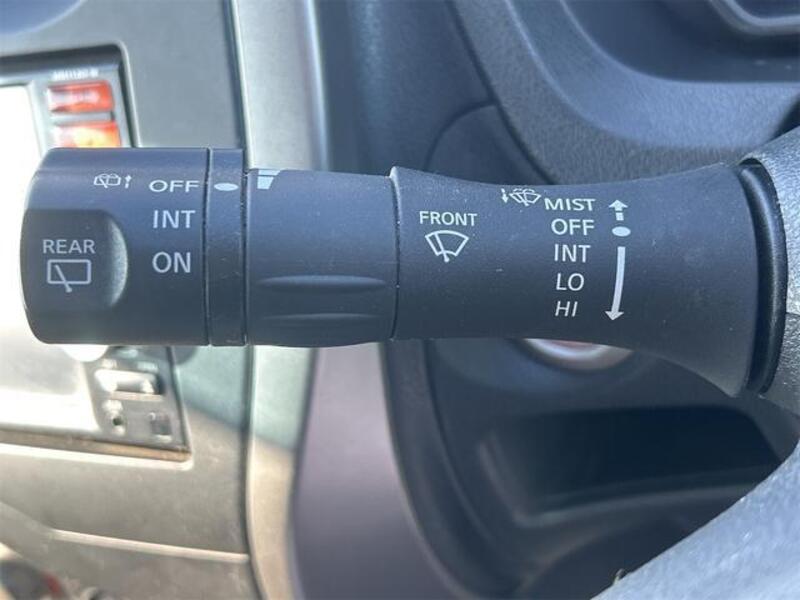 OFF
INT
ON
REAR
FRONT
MIST
OFF
INT
LO
HI